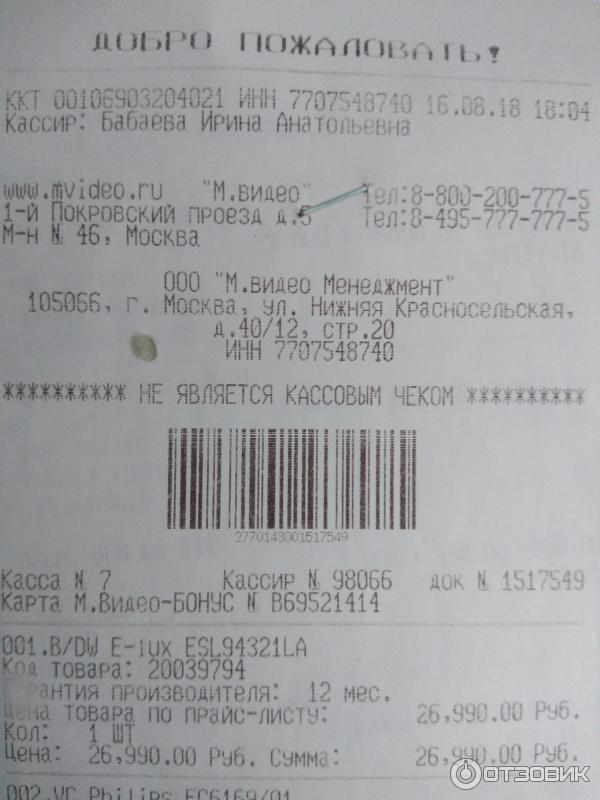 ДОБРО ПОЖАЛОВАТЬ!
ККТ 00106903204021 ИНН 7707548740 16.08.18 18:04
Кассир: Бабаева Ирина Анатольевна
www.mvideo.ru "М.видео" Тел:8-800-200-777-5
1-й Покровский проезд д.5 Тел:8-495-777-777-5
М-н № 46, Москва
ООО "М.видео Менеджмент"
105066, г. Москва, ул. Нижняя Красносельская,
д.40/12, стр.20
ИНН 7707548740
********** НЕ ЯВЛЯЕТСЯ КАССОВЫМ ЧЕКОМ **********
2770143001517549
Касса № 7 Кассир № 98066 док № 1517549
Карта М.Видео-БОНУС № B69521414
001.B/DW E-lux ESL94321LA
Код товара: 20039794
Гарантия производителя: 12 мес.
Цена товара по прайс-листу: 26,990.00 Руб.
Кол: 1 ШТ
Цена: 26,990.00 Руб. Сумма: 26,990.00 Руб.
002.VC Philips FC6169/01
ОТЗОВИК